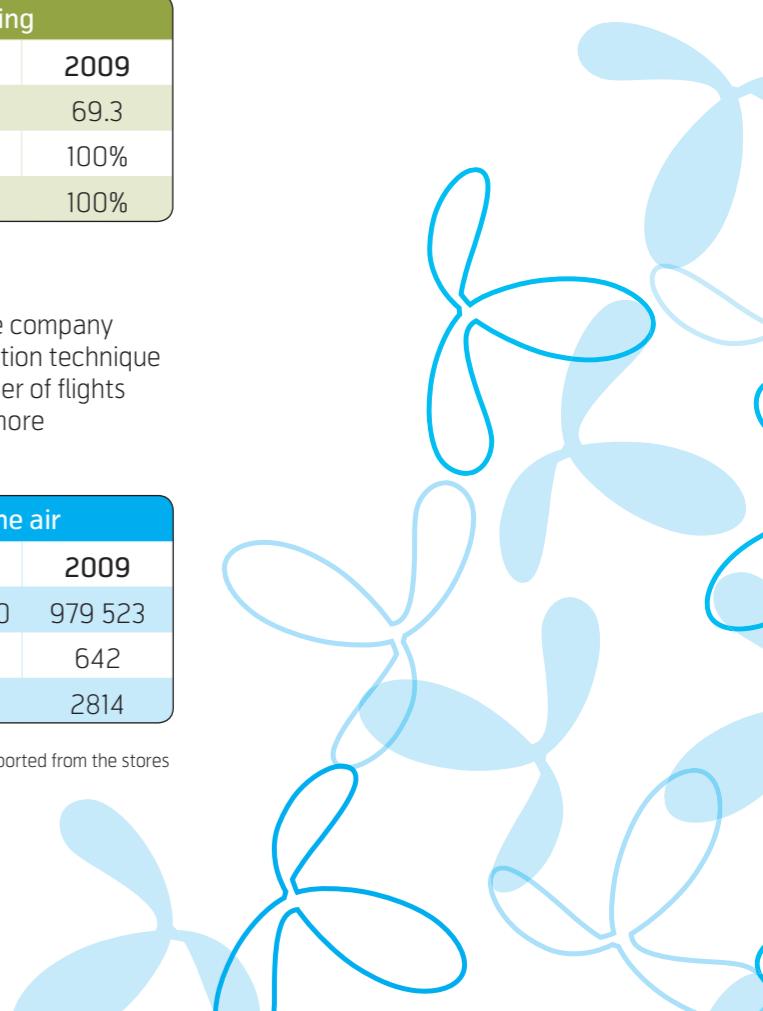 ing
2009
69.3
100%
100%
e company
tion technique
er of flights
nore
ne air
2009
0 979 523
642
2814
ported from the stores